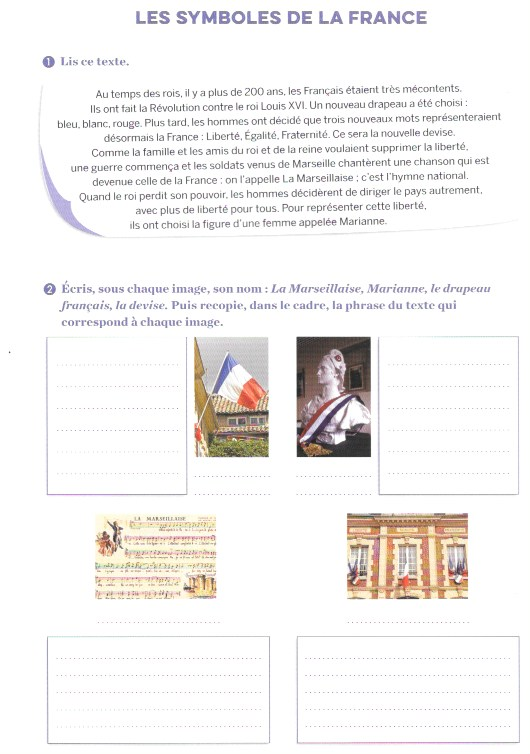 LES SYMBOLES DE LA FRANCE
1 Lis ce texte.
Au temps des rois, il y a plus de 200 ans, les Français étaient très mécontents.
Ils ont fait la Révolution contre le roi Louis XVI. Un nouveau drapeau a été choisi :
bleu, blanc, rouge. Plus tard, les hommes ont décidé que trois nouveaux mots représenteraient
désormais la France : Liberté, Égalité, Fraternité. Ce sera la nouvelle devise.
Comme la famille et les amis du roi et de la reine voulaient supprimer la liberté,
une guerre commença et les soldats venus de Marseille chantèrent une chanson qui est
devenue celle de la France : on l'appelle La Marseillaise ; c'est l'hymne national.
Quand le roi perdit son pouvoir, les hommes décidèrent de diriger le pays autrement,
avec plus de liberté pour tous. Pour représenter cette liberté,
ils ont choisi la figure d'une femme appelée Marianne.
2 Écris, sous chaque image, son nom : La Marseillaise, Marianne, le drapeau
français, la devise. Puis recopie, dans le cadre, la phrase du texte qui
correspond à chaque image.
LA MARSEILLAISE